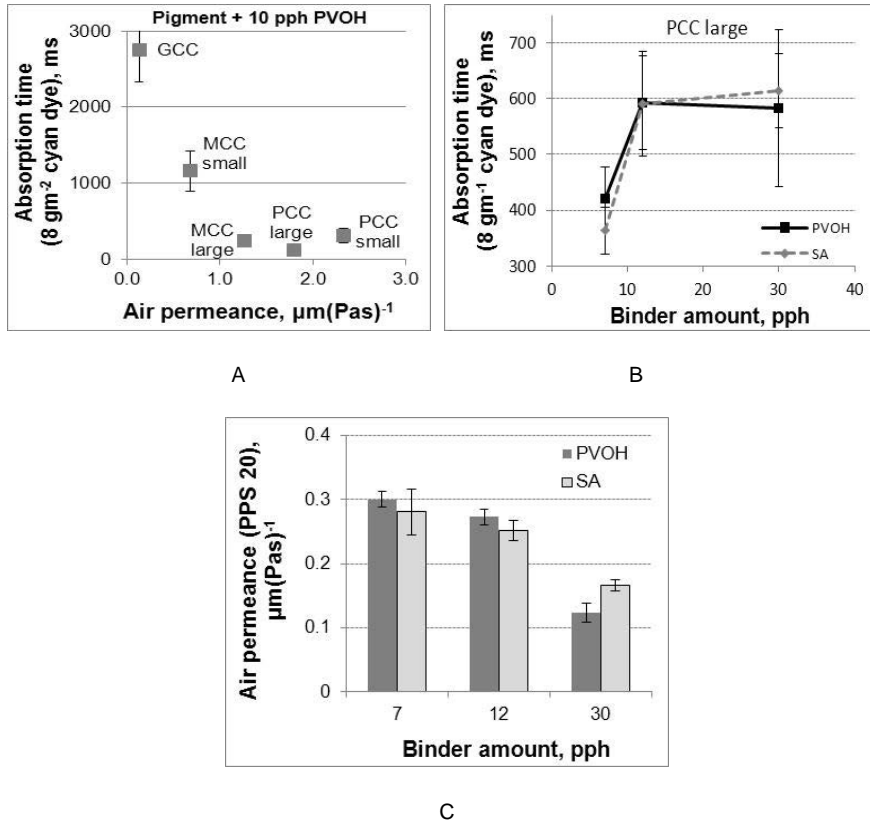 Pigment + 10 pph PVOH
Absorption time
(8 gm-2 cyan dye), ms
3000
2000
1000
0
GCC
MCC
small
MCC
large
PCC
large
PCC
small
0.0
1.0
2.0
3.0
Air permeance, µm(Pas)-1
A
PCC large
Absorption time
(8 gm-1 cyan dye), ms
700
600
500
400
300
PVOH
SA
0
10
20
30
40
Binder amount, pph
B
Air permeance (PPS 20),
µm(Pas)-1
0.4
0.3
0.2
0.1
0
PVOH
SA
7
12
30
Binder amount, pph
C